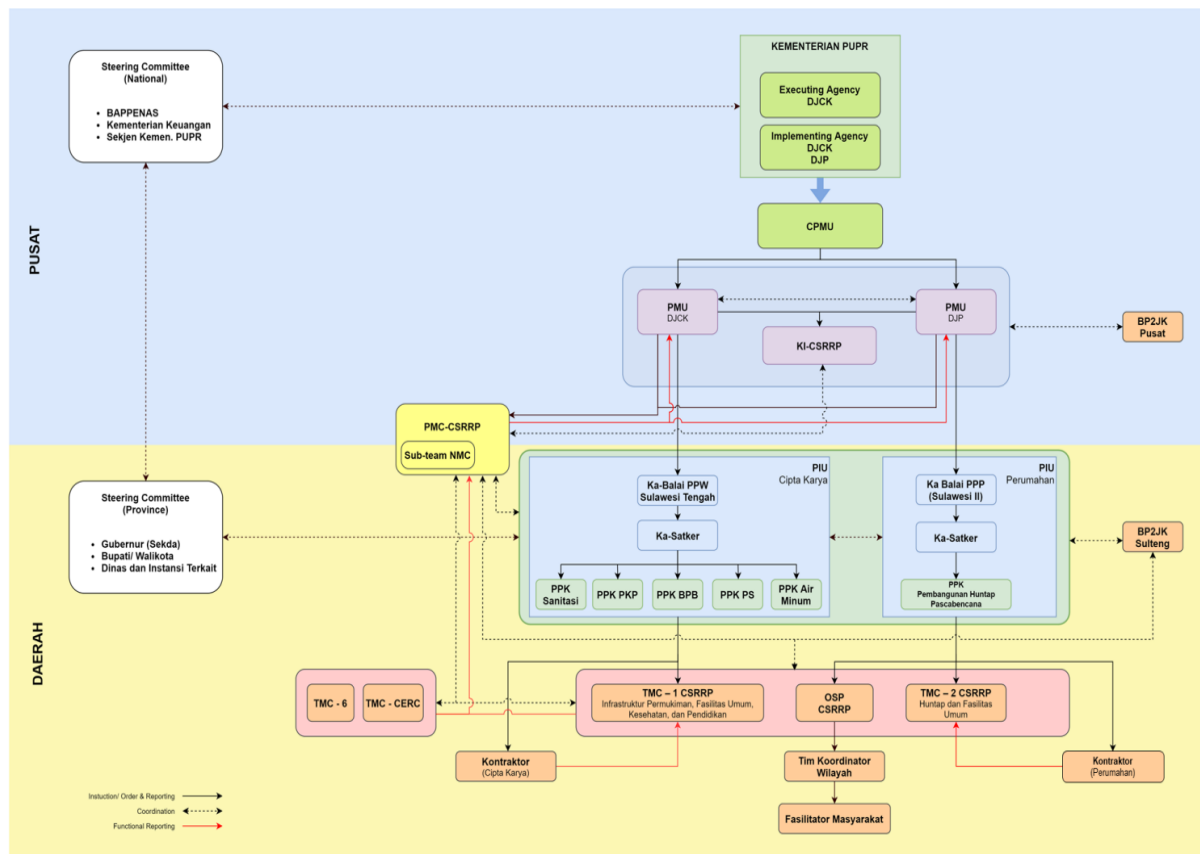 Steering Committee
(National)
• BAPPENAS
• Kementerian Keuangan
• Sekjen Kemen. PUPR
KEMENTERIAN PUPR
Executing Agency
DJCK
Implementing Agency
DJCK
DJP
CPMU
PUSAT
PMU
DJCK
PMU
DJP
KI-CSRRP
BP2JK
Pusat
PMC-CSRRP
Sub-team NMC
Steering Committee
(Province)
• Gubernur (Sekda)
• Bupati/ Walikota
• Dinas dan Instansi Terkait
PIU
Cipta Karya
Ka-Balai PPW
Sulawesi Tengah
Ka-Satker
PPK
Sanitasi
PPK PKP
PPK BPB
PPK PS
PPK Air
Minum
PIU
Perumahan
Ka Balai PPP
(Sulawesi II)
Ka-Satker
PPK
Pembangunan Huntap
Pascabencana
BP2JK
Sulteng
DAERAH
TMC - 6
TMC - CERC
TMC – 1 CSRRP
Infrastruktur Permukiman, Fasilitas Umum,
Kesehatan, dan Pendidikan
OSP
CSRRP
TMC – 2 CSRRP
Huntap dan Fasilitas
Umum
Kontraktor
(Cipta Karya)
Tim Koordinator
Wilayah
Kontraktor
(Perumahan)
Fasilitator Masyarakat
Instuction/ Order & Reporting
Coordination
Functional Reporting